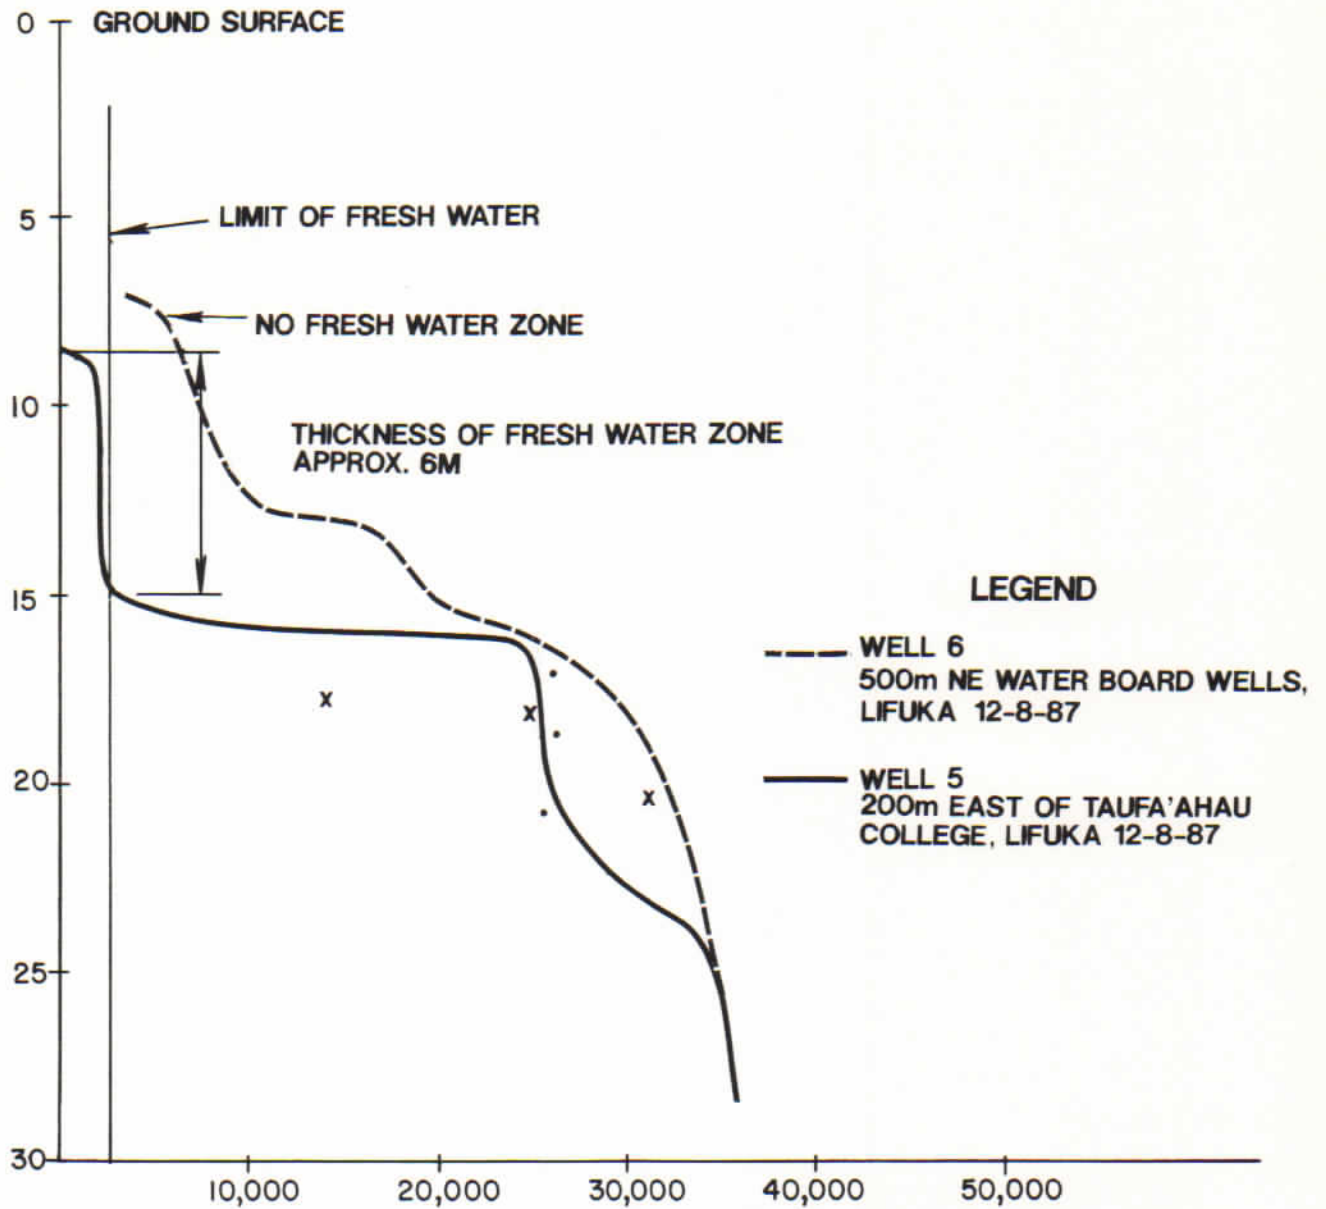 0 GROUND SURFACE
5
LIMIT OF FRESH WATER
NO FRESH WATER ZONE
10
THICKNESS OF FRESH WATER ZONE
APPROX. 6M
15
20
25
30
10,000 20,000 30,000 40,000 50,000
x
x
x
LEGEND
WELL 6
500m NE WATER BOARD WELLS,
LIFUKA 12-8-87
WELL 5
200m EAST OF TAUFA'AHAU
COLLEGE, LIFUKA 12-8-87